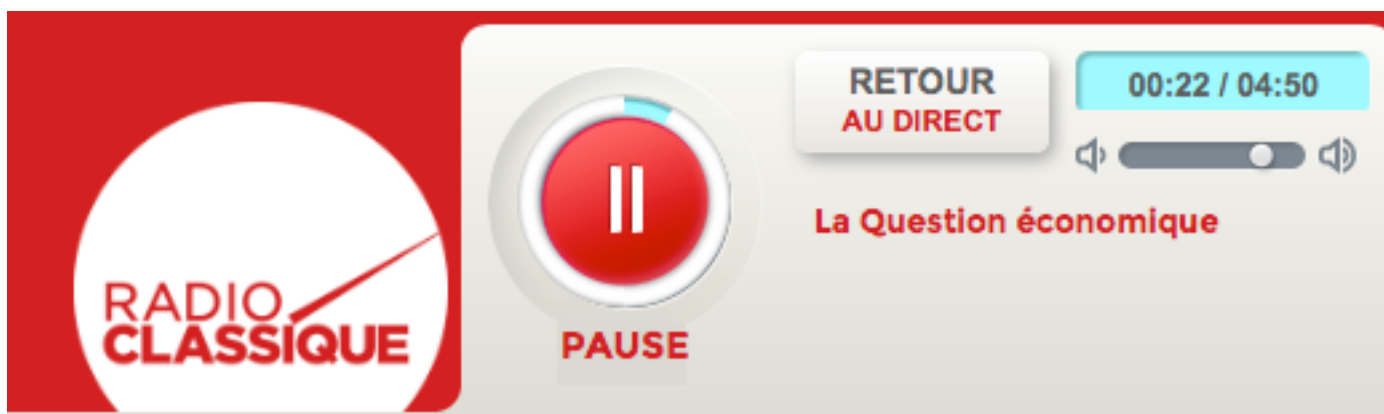 RADIO
CLASSIQUE
PAUSE
RETOUR
AU DIRECT
00:22 / 04:50
La Question économique